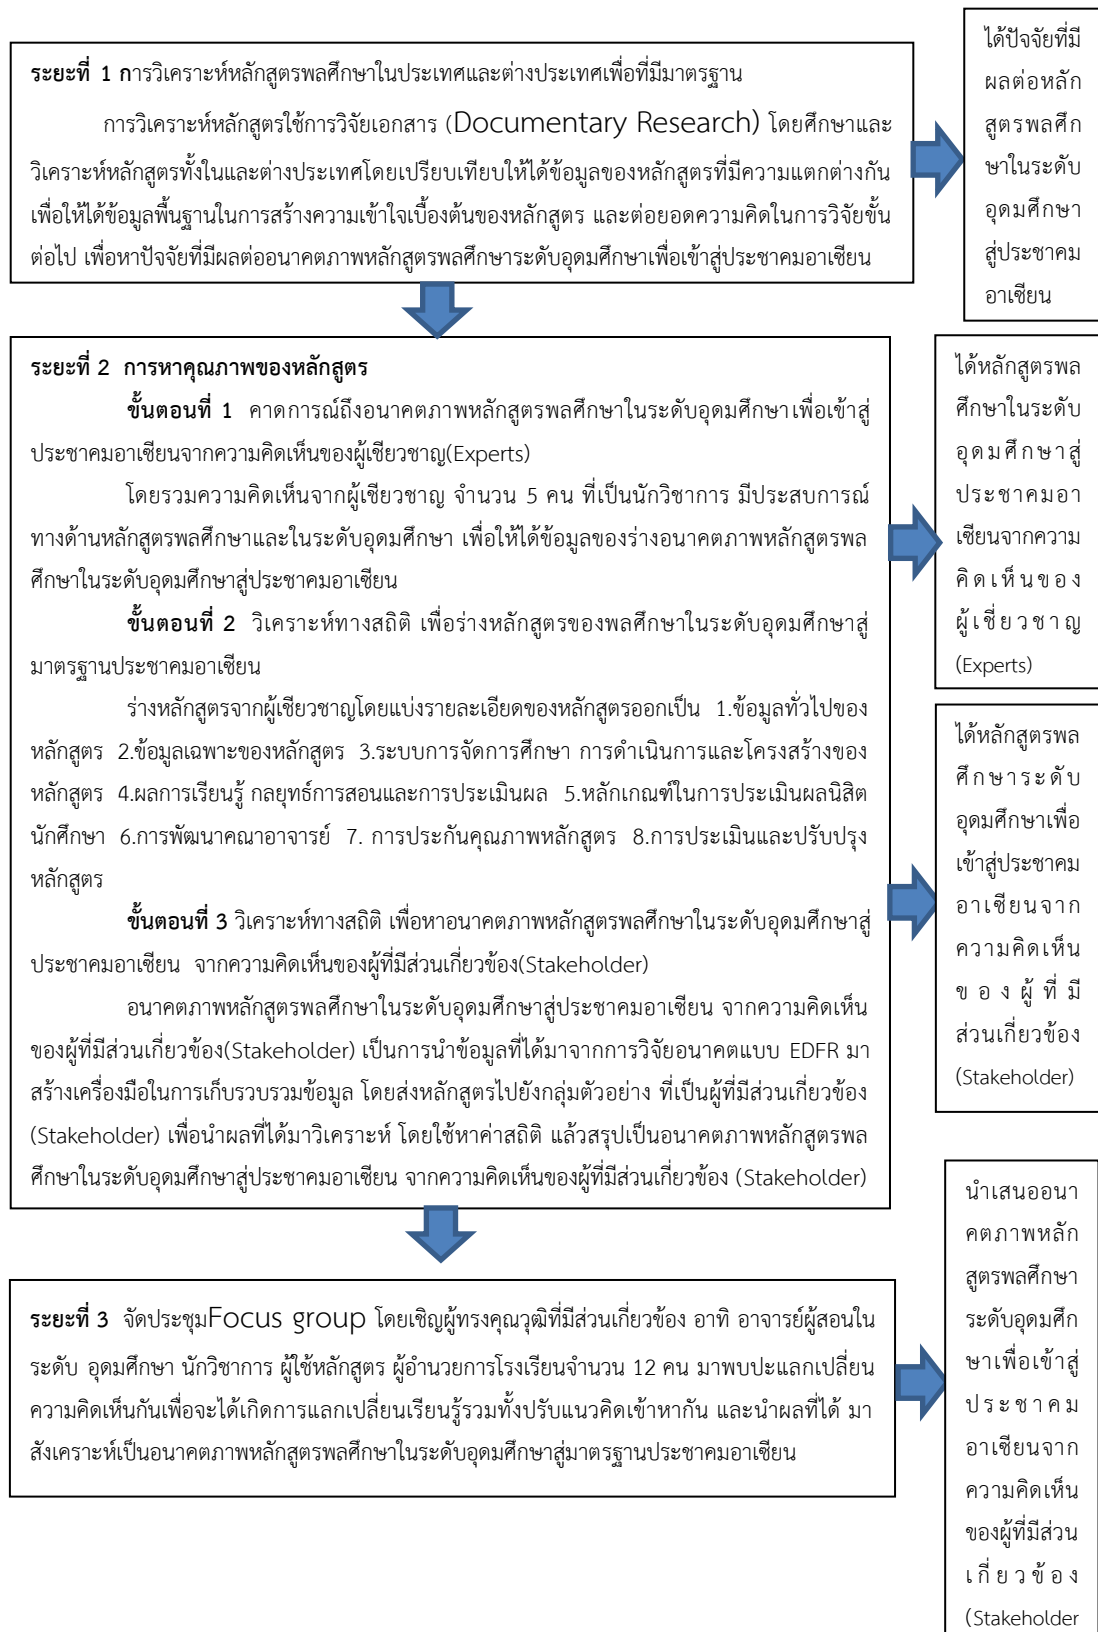 ระยะที่ 1 การวิเคราะห์หลักสูตรพลศึกษาในประเทศและต่างประเทศเพื่อที่มีมาตรฐาน
การวิเคราะห์หลักสูตรใช้การวิจัยเอกสาร (Documentary Research) โดยศึกษาและ
วิเคราะห์หลักสูตรทั้งในและต่างประเทศโดยเปรียบเทียบให้ได้ข้อมูลของหลักสูตรที่มีความแตกต่างกัน
เพื่อให้ได้ข้อมูลพื้นฐานในการสร้างความเข้าใจเบื้องต้นของหลักสูตร และต่อยอดความคิดในการวิจัยขั้น
ต่อไป เพื่อหาปัจจัยที่มีผลต่ออนาคตภาพหลักสูตรพลศึกษาระดับอุดมศึกษาเพื่อเข้าสู่ประชาคมอาเซียน
ได้ปัจจัยที่มี
ผลต่อหลัก
สูตรพลศึก
ษาในระดับ
อุดมศึกษา
สู่ประชาคม
อาเซียน
ระยะที่ 2 การหาคุณภาพของหลักสูตร
ขั้นตอนที่ 1 คาดการณ์ถึงอนาคตภาพหลักสูตรพลศึกษาในระดับอุดมศึกษาเพื่อเข้าสู่
ประชาคมอาเซียนจากความคิดเห็นของผู้เชียวชาญ(Experts)
โดยรวมความคิดเห็นจากผู้เชียวชาญ จำนวน 5 คน ที่เป็นนักวิชาการ มีประสบการณ์
ทางด้านหลักสูตรพลศึกษาและในระดับอุดมศึกษา เพื่อให้ได้ข้อมูลของร่างอนาคตภาพหลักสูตรพล
ศึกษาในระดับอุดมศึกษาสู่ประชาคมอาเซียน
ขั้นตอนที่ 2 วิเคราะห์ทางสถิติ เพื่อร่างหลักสูตรของพลศึกษาในระดับอุดมศึกษาสู่
มาตรฐานประชาคมอาเซียน
ร่างหลักสูตรจากผู้เชียวชาญโดยแบ่งรายละเอียดของหลักสูตรออกเป็น 1.ข้อมูลทั่วไปของ
หลักสูตร 2.ข้อมูลเฉพาะของหลักสูตร 3.ระบบการจัดการศึกษา การดำเนินการและโครงสร้างของ
หลักสูตร 4.ผลการเรียนรู้ กลยุทธ์การสอนและการประเมินผล 5.หลักเกณฑ์ในการประเมินผลนิสิต
นักศึกษา 6.การพัฒนาคณาอาจารย์ 7. การประกันคุณภาพหลักสูตร 8.การประเมินและปรับปรุง
หลักสูตร
ขั้นตอนที่ 3 วิเคราะห์ทางสถิติ เพื่อหาอนาคตภาพหลักสูตรพลศึกษาในระดับอุดมศึกษาสู่
ประชาคมอาเซียน จากความคิดเห็นของผู้ที่มีส่วนเกี่ยวข้อง(Stakeholder)
อนาคตภาพหลักสูตรพลศึกษาในระดับอุดมศึกษาสู่ประชาคมอาเซียน จากความคิดเห็น
ของผู้ที่มีส่วนเกี่ยวข้อง(Stakeholder) เป็นการนำข้อมูลที่ได้มาจากการวิจัยอนาคตแบบ EDFR มา
สร้างเครื่องมือในการเก็บรวบรวมข้อมูล โดยส่งหลักสูตรไปยังกลุ่มตัวอย่าง ที่เป็นผู้ที่มีส่วนเกี่ยวข้อง
(Stakeholder) เพื่อนำผลที่ได้มาวิเคราะห์ โดยใช้หาค่าสถิติ แล้วสรุปเป็นอนาคตภาพหลักสูตรพล
ศึกษาในระดับอุดมศึกษาสู่ประชาคมอาเซียน จากความคิดเห็นของผู้ที่มีส่วนเกี่ยวข้อง (Stakeholder)
ได้หลักสูตรพล
ศึกษาในระดับ
อุดมศึกษาสู่
ประชาคมอา
เซียนจากความ
คิดเห็นของ
ผู้เชี่ยวชาญ
(Experts)
ได้หลักสูตรพล
ศึกษาระดับ
อุดมศึกษาเพื่อ
เข้าสู่ประชาคม
อาเซียนจาก
ความคิดเห็น
ของผู้ที่มี
ส่วนเกี่ยวข้อง
(Stakeholder)
ระยะที่ 3 จัดประชุมFocus group โดยเชิญผู้ทรงคุณวุฒิที่มีส่วนเกี่ยวข้อง อาทิ อาจารย์ผู้สอนใน
ระดับ อุดมศึกษา นักวิชาการ ผู้ใช้หลักสูตร ผู้อำนวยการโรงเรียนจำนวน 12 คน มาพบปะแลกเปลี่ยน
ความคิดเห็นกันเพื่อจะได้เกิดการแลกเปลี่ยนเรียนรู้รวมทั้งปรับแนวคิดเข้าหากัน และนำผลที่ได้ มา
สังเคราะห์เป็นอนาคตภาพหลักสูตรพลศึกษาในระดับอุดมศึกษาสู่มาตรฐานประชาคมอาเซียน
นำเสนออนา
คตภาพหลัก
สูตรพลศึกษา
ระดับอุดมศึก
ษาเพื่อเข้าสู่
ประชาคม
อาเซียนจาก
ความคิดเห็น
ของผู้ที่มีส่วน
เกี่ยวข้อง
(Stakeholder